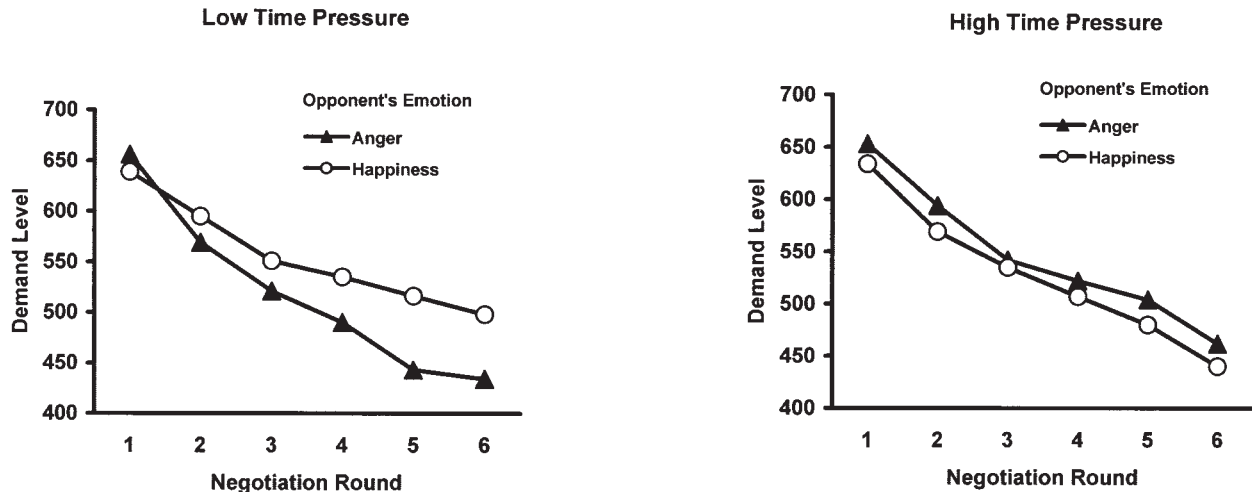 Low Time Pressure
Opponent's Emotion
Anger
Happiness
700
650
600
550
500
450
400
Demand Level
1 2 3 4 5 6
Negotiation Round
High Time Pressure
Opponent's Emotion
Anger
Happiness
700
650
600
550
500
450
400
Demand Level
1 2 3 4 5 6
Negotiation Round